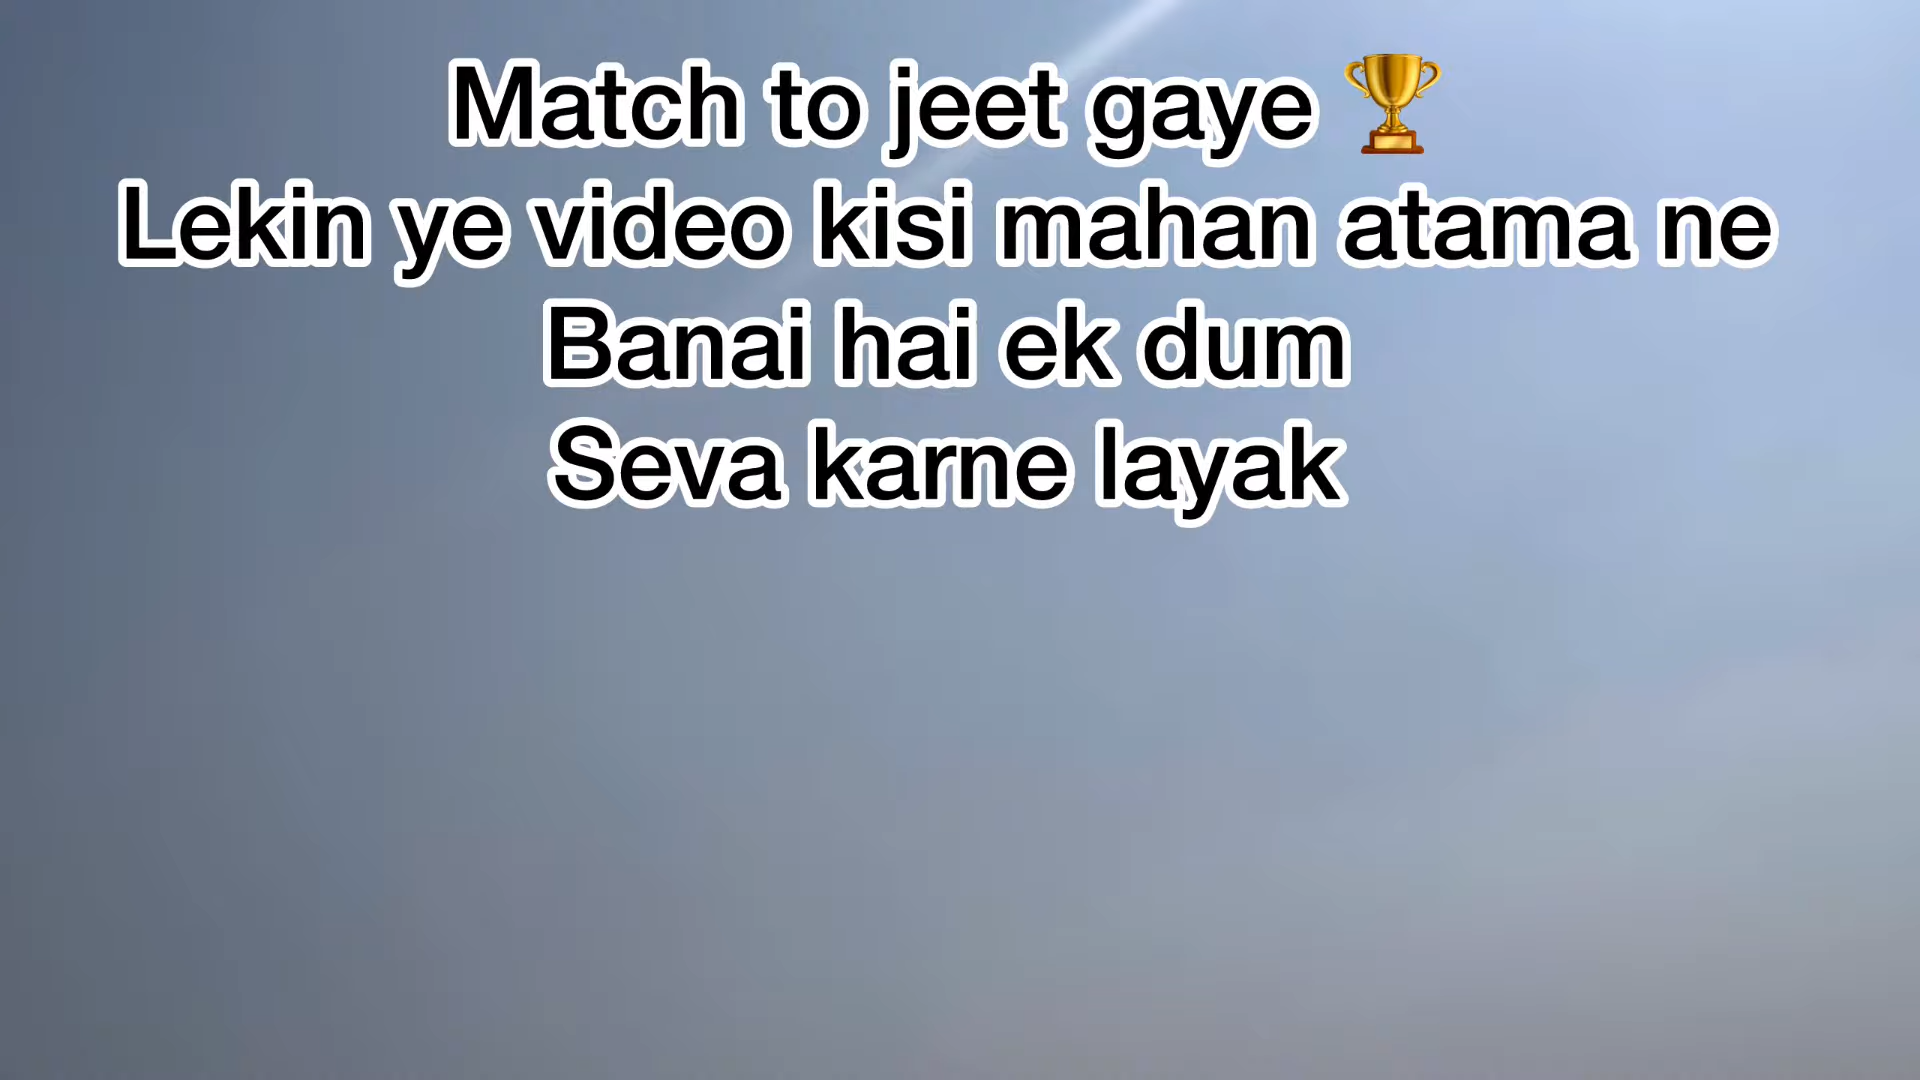 Match to jeet gaye 🏆
Lekin ye video kisi mahan atama ne
Banai hai ek dum
Seva karne layak